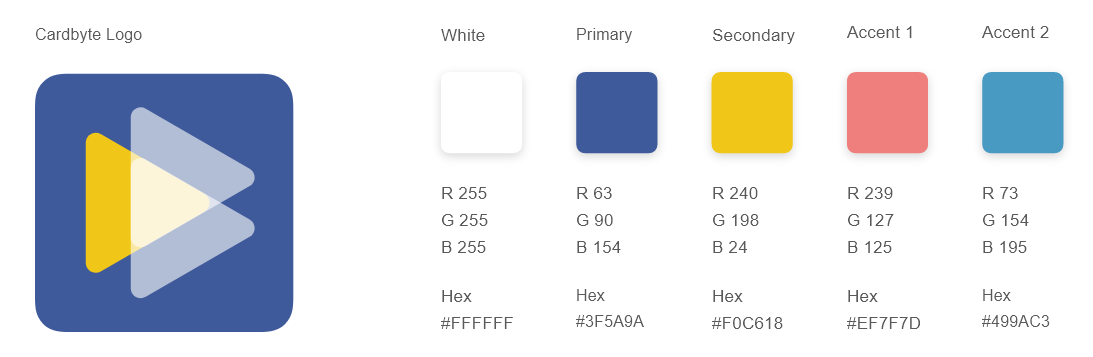 Cardbyte Logo
White
Primary
Secondary
Accent 1
Accent 2
R 255
G 255
B 255
R 63
G 90
B 154
R 240
G 198
B 24
R 239
G 127
B 125
R 73
G 154
B 195
Hex
#FFFFFF
Hex
#3F5A9A
Hex
#F0C618
Hex
#EF7F7D
Hex
#499AC3